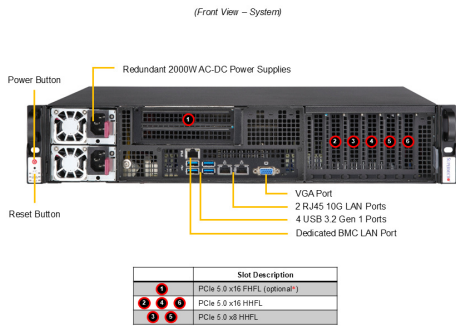 (Front View – System)
Redundant 2000W AC-DC Power Supplies
Power Button
1
2 3 4 5 6
Reset Button
VGA Port
2 RJ45 10G LAN Ports
4 USB 3.2 Gen 1 Ports
Dedicated BMC LAN Port
Slot Description
1 PCIe 5.0 x16 FHFL (optional*)
2 4 6 PCIe 5.0 x16 HHFL
3 5 PCIe 5.0 x8 HHFL